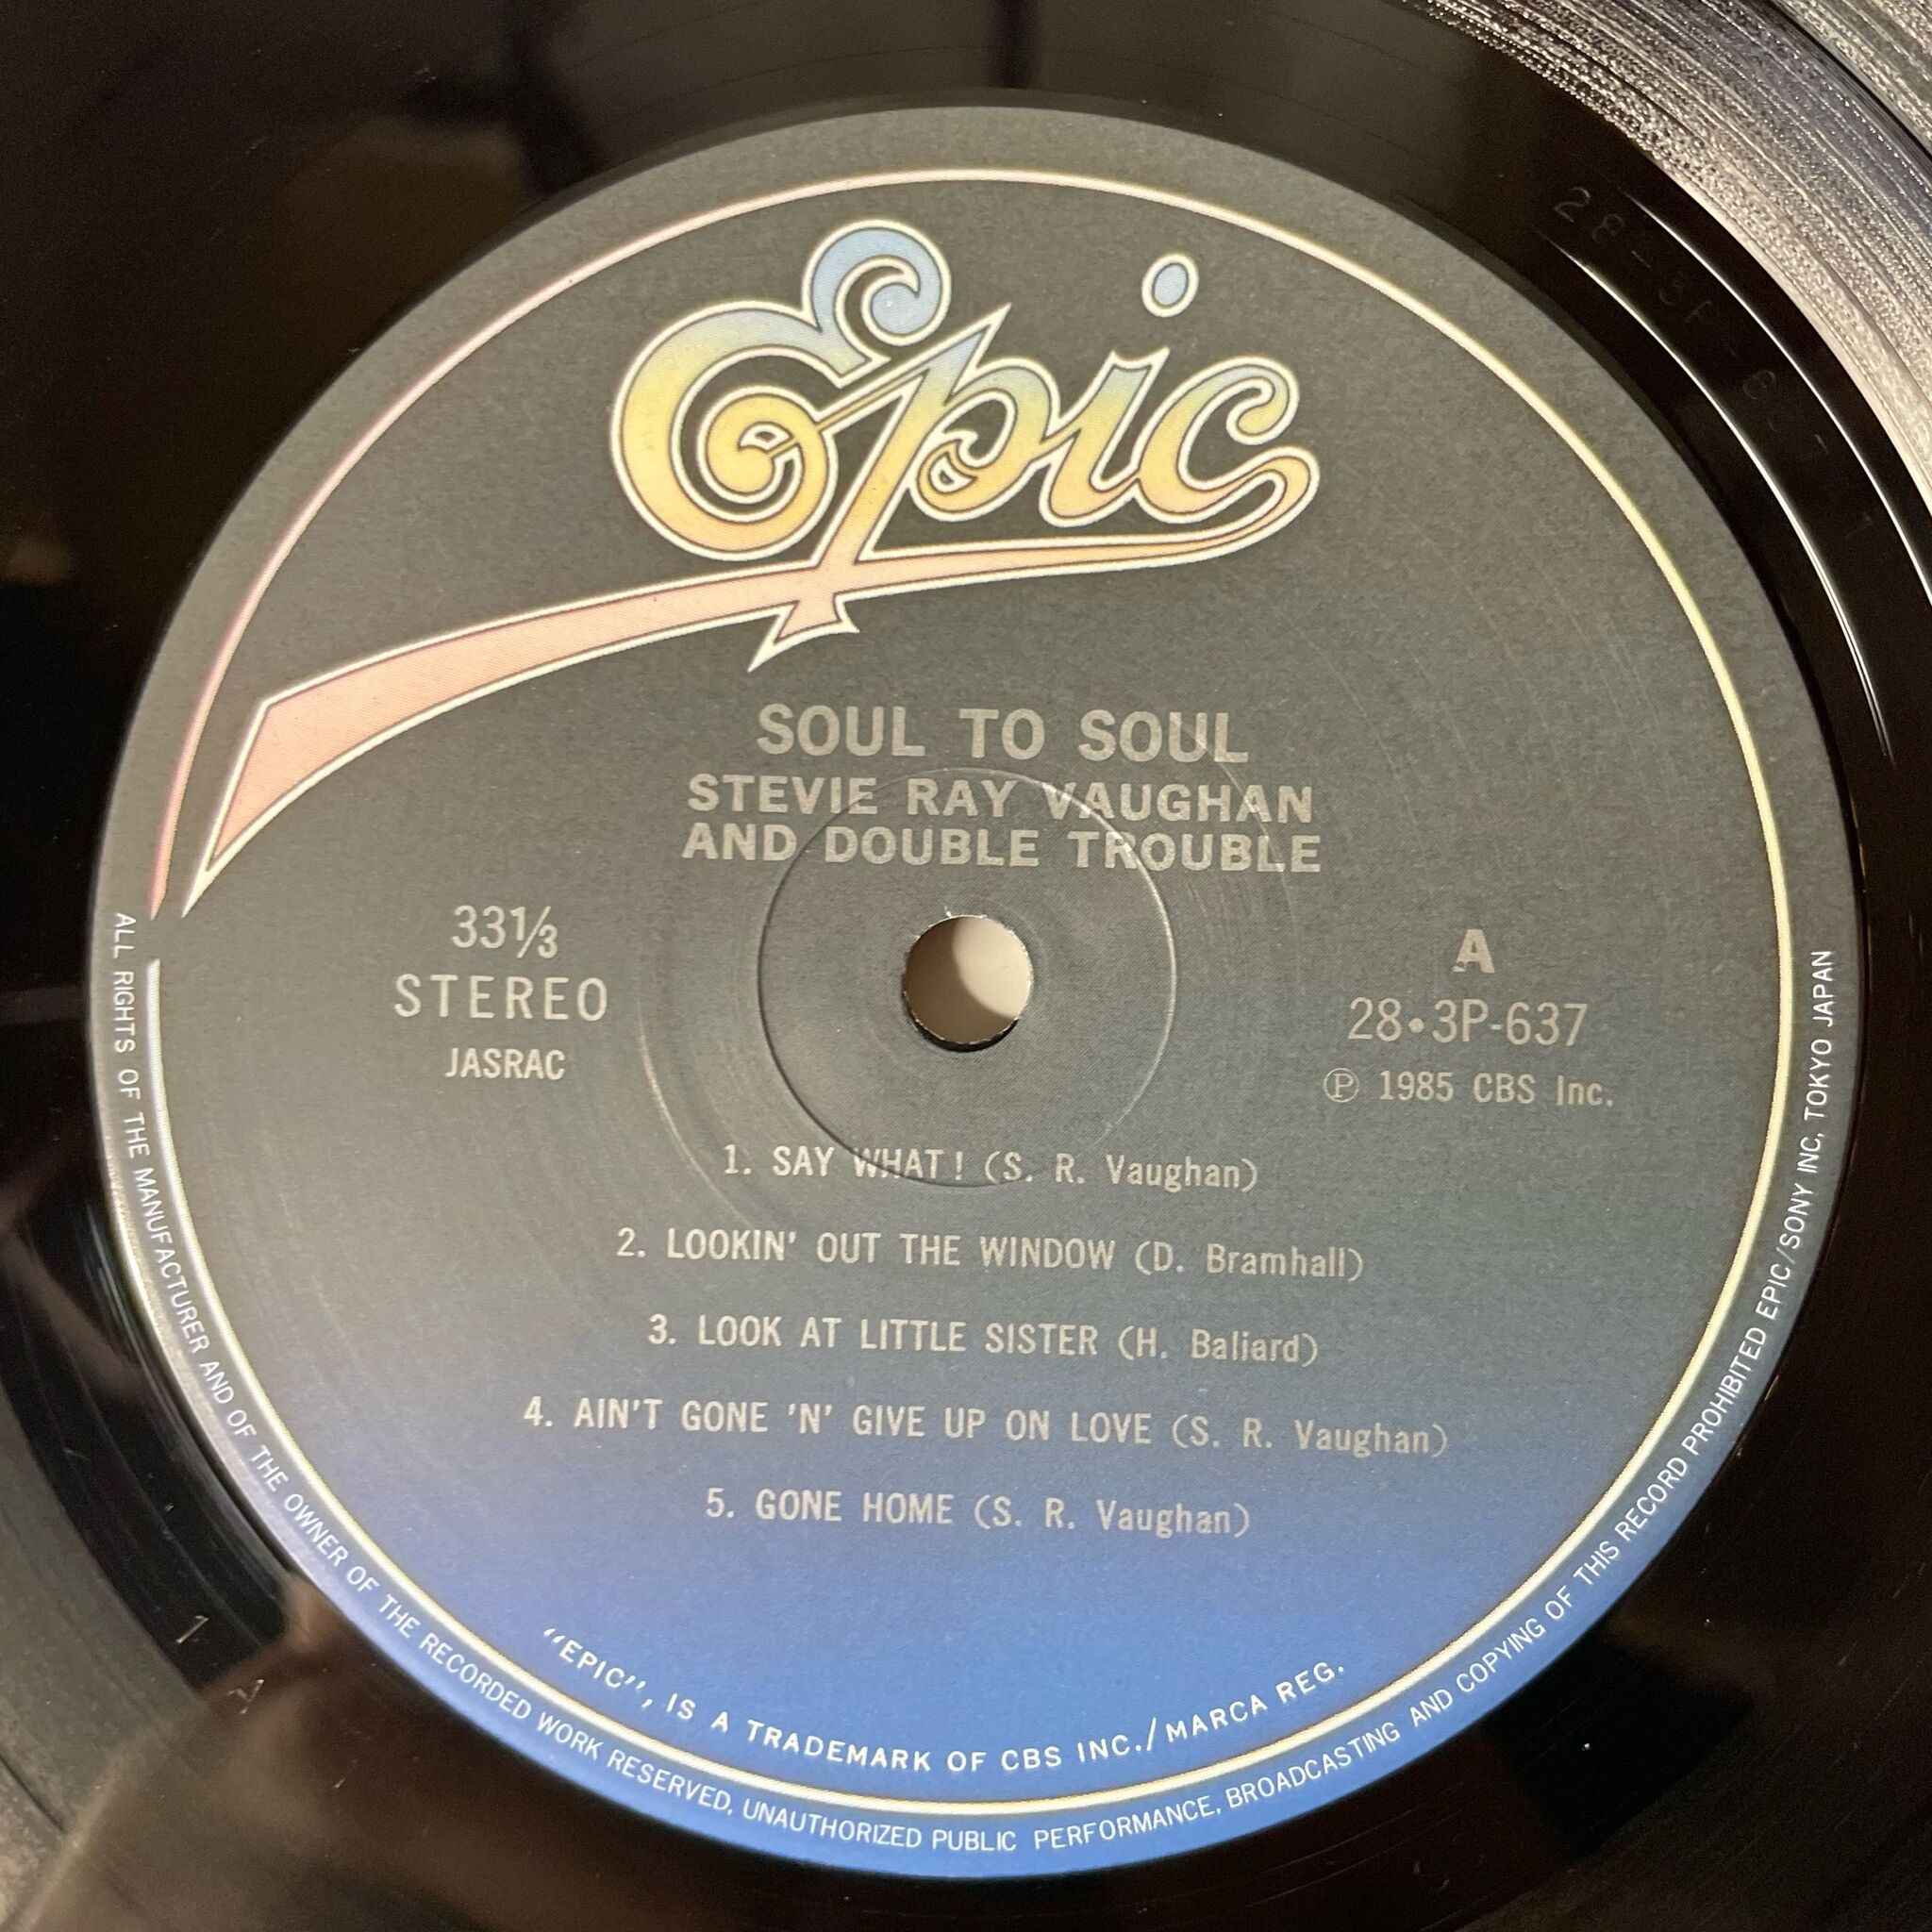 Epic
SOUL TO SOUL
STEVIE RAY VAUGHAN
AND DOUBLE TROUBLE
33⅓
STEREO
JASRAC
A
28•3P-637
Ⓟ 1985 CBS Inc.
1. SAY WHAT! (S. R. Vaughan)
2. LOOKIN' OUT THE WINDOW (D. Bramhall)
3. LOOK AT LITTLE SISTER (H. Baliard)
4. AIN'T GONE 'N' GIVE UP ON LOVE (S. R. Vaughan)
5. GONE HOME (S. R. Vaughan)
“EPIC”, IS A TRADEMARK OF CBS INC./MARCA REG.
ALL RIGHTS OF THE MANUFACTURER AND OF THE OWNER OF THE RECORDED WORK RESERVED, UNAUTHORIZED PUBLIC PERFORMANCE, BROADCASTING AND COPYING OF THIS RECORD PROHIBITED EPIC/SONY INC, TOKYO JAPAN